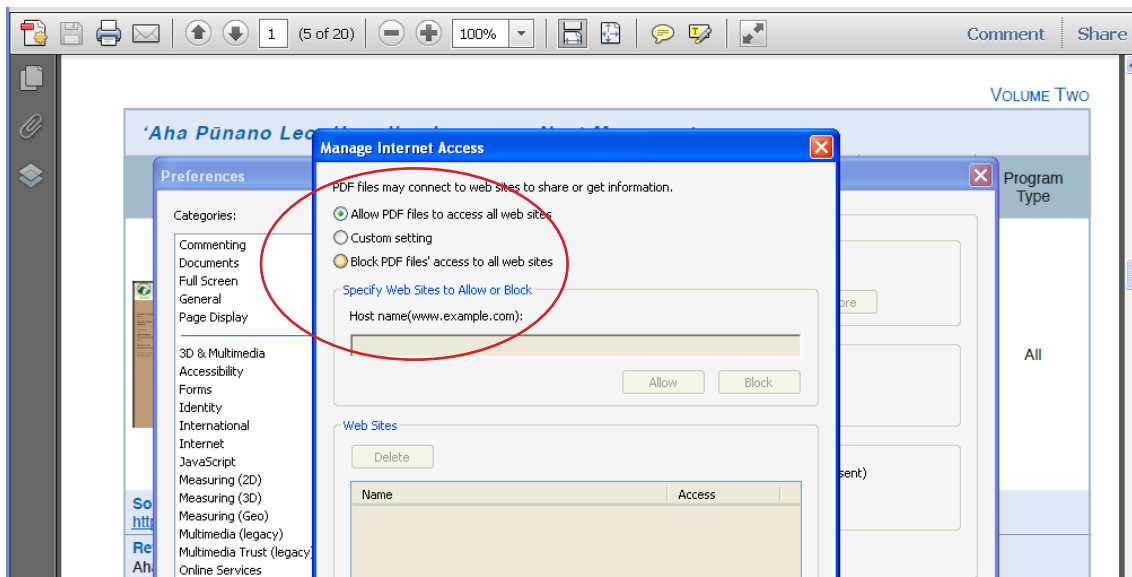 1 (5 of 20) 100% Comment Share
VOLUME TWO
‘Aha Pūnano Leo
Manage Internet Access
Preferences
Program
Type
PDF files may connect to web sites to share or get information.
Categories:
Allow PDF files to access all web sites
Custom setting
Block PDF files' access to all web sites
Commenting
Documents
Full Screen
General
Page Display
Specify Web Sites to Allow or Block
Host name(www.example.com):
3D & Multimedia
Accessibility
Forms
Identity
International
Internet
JavaScript
Measuring (2D)
Measuring (3D)
Measuring (Geo)
Multimedia (legacy)
Multimedia Trust (legacy)
Online Services
All
Allow Block
Web Sites
Delete
Name Access
sent)
So
http
Re
Aha